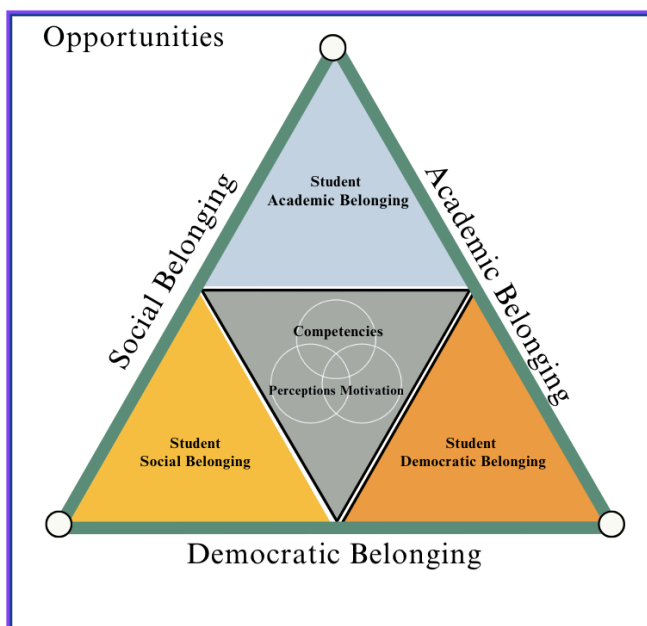 Opportunities
Social Belonging
Academic Belonging
Student
Academic Belonging
Competencies
Perceptions Motivation
Student
Social Belonging
Student
Democratic Belonging
Democratic Belonging